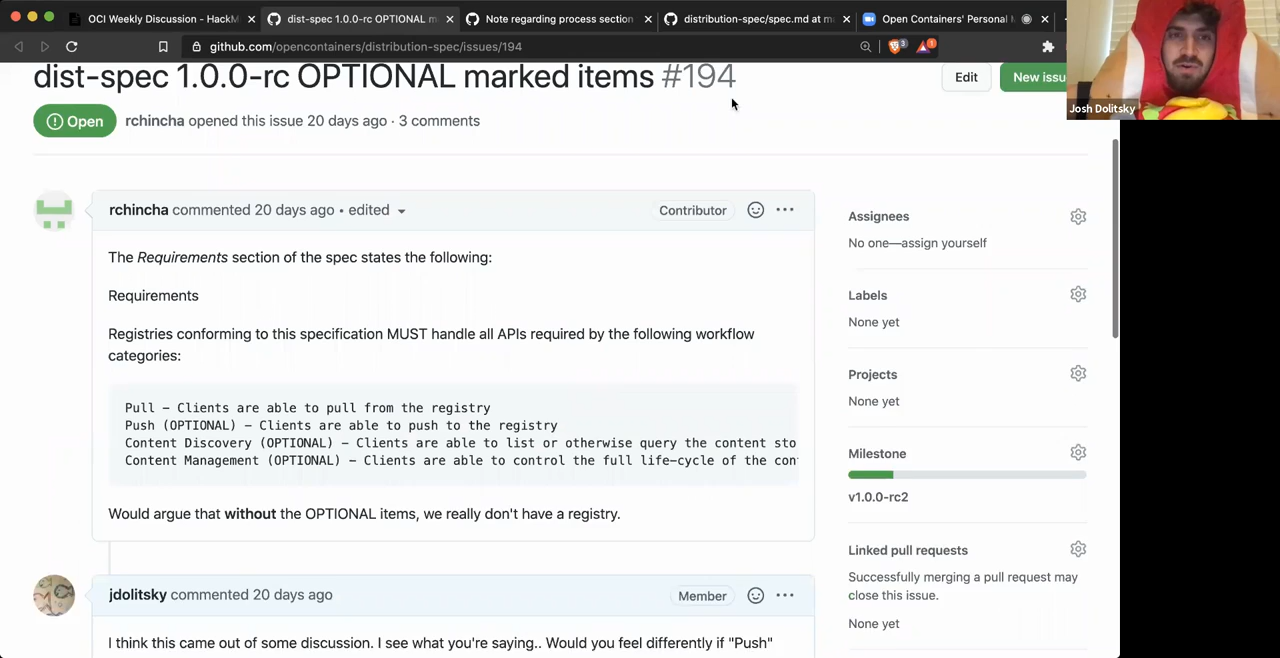 OCI Weekly Discussion - HackM
dist-spec 1.0.0-rc OPTIONAL m
Note regarding process section
distribution-spec/spec.md at m
Open Containers' Personal M
github.com/opencontainers/distribution-spec/issues/194
3
1
dist-spec 1.0.0-rc OPTIONAL marked items #194
Edit
New issu
Josh Dolitsky
Open
rchincha opened this issue 20 days ago · 3 comments
rchincha commented 20 days ago • edited
Contributor
The Requirements section of the spec states the following:
Requirements
Registries conforming to this specification MUST handle all APIs required by the following workflow
categories:
Pull – Clients are able to pull from the registry
Push (OPTIONAL) – Clients are able to push to the registry
Content Discovery (OPTIONAL) – Clients are able to list or otherwise query the content sto
Content Management (OPTIONAL) – Clients are able to control the full life-cycle of the con
Would argue that without the OPTIONAL items, we really don't have a registry.
jdolitsky commented 20 days ago
Member
I think this came out of some discussion. I see what you're saying.. Would you feel differently if "Push"
Assignees
No one—assign yourself
Labels
None yet
Projects
None yet
Milestone
v1.0.0-rc2
Linked pull requests
Successfully merging a pull request may
close this issue.
None yet